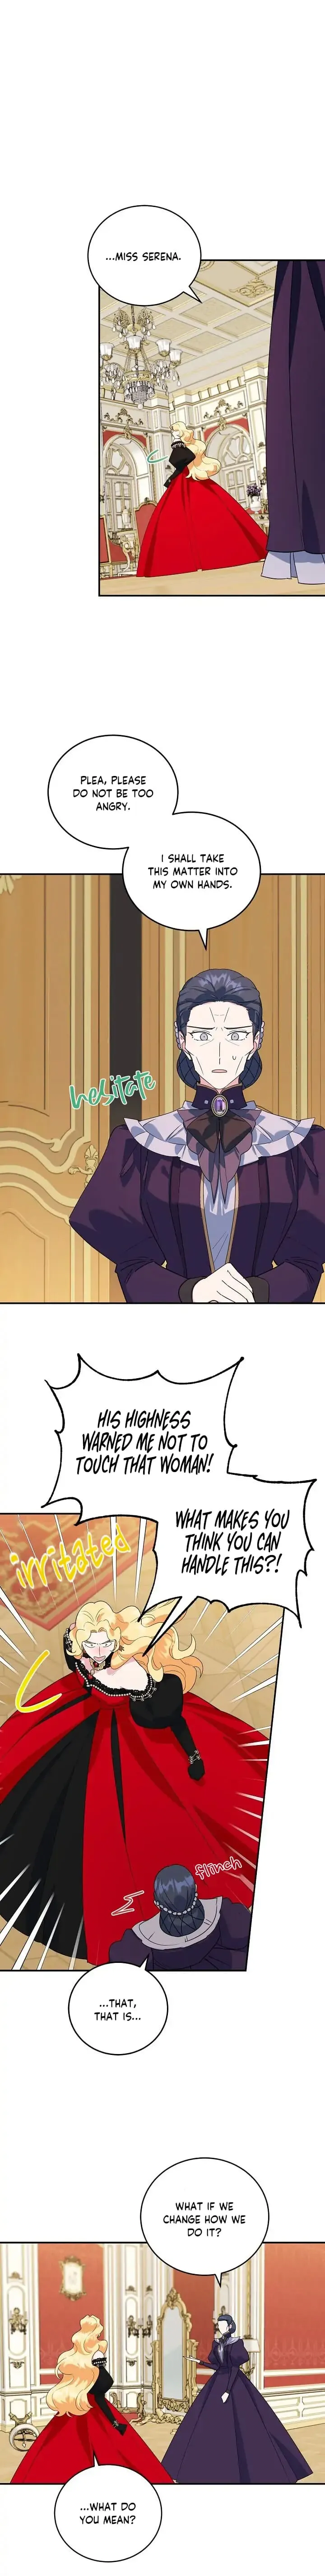 ...MISS SERENA.
PLEA, PLEASE
DO NOT BE TOO
ANGRY.
I SHALL TAKE
THIS MATTER INTO
MY OWN HANDS.
hesitate
HIS HIGHNESS
WARNED ME NOT TO
TOUCH THAT WOMAN!
WHAT MAKES YOU
THINK YOU CAN
HANDLE THIS?!
irritated
flinch
...THAT,
THAT IS...
WHAT IF WE
CHANGE HOW WE
DO IT?
...WHAT DO
YOU MEAN?